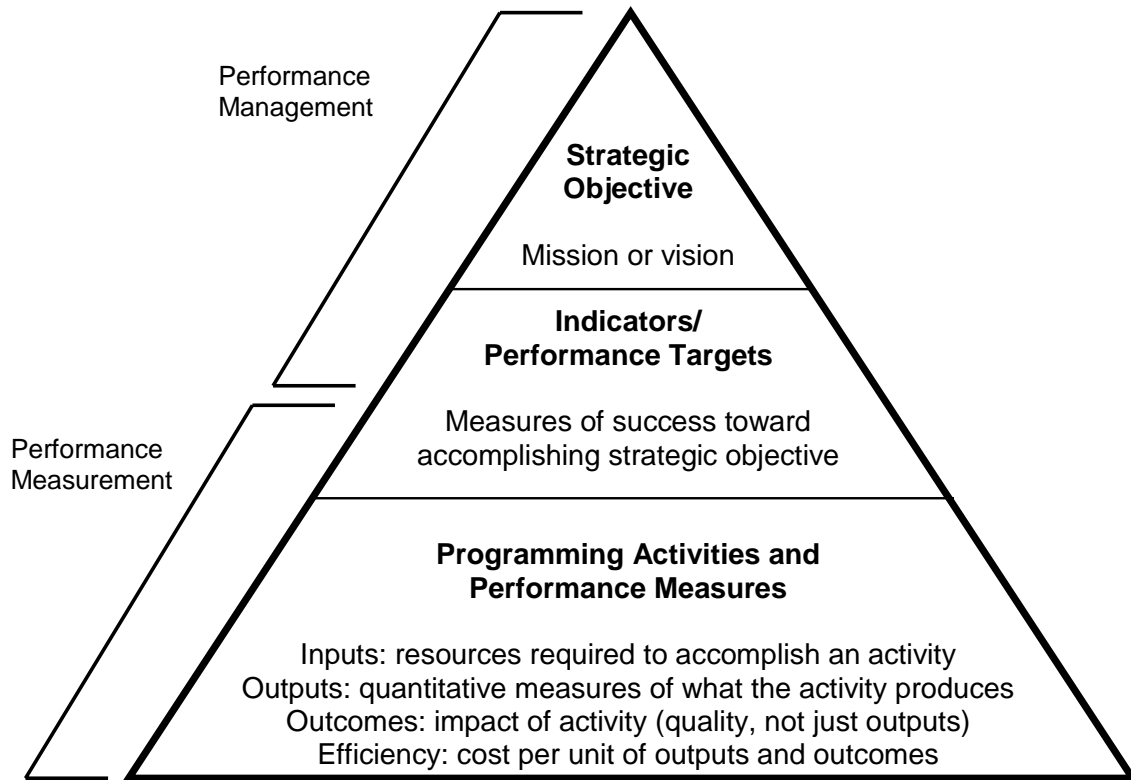 Performance
Management
Strategic
Objective
Mission or vision
Indicators/
Performance Targets
Measures of success toward
accomplishing strategic objective
Performance
Measurement
Programming Activities and
Performance Measures
Inputs: resources required to accomplish an activity
Outputs: quantitative measures of what the activity produces
Outcomes: impact of activity (quality, not just outputs)
Efficiency: cost per unit of outputs and outcomes